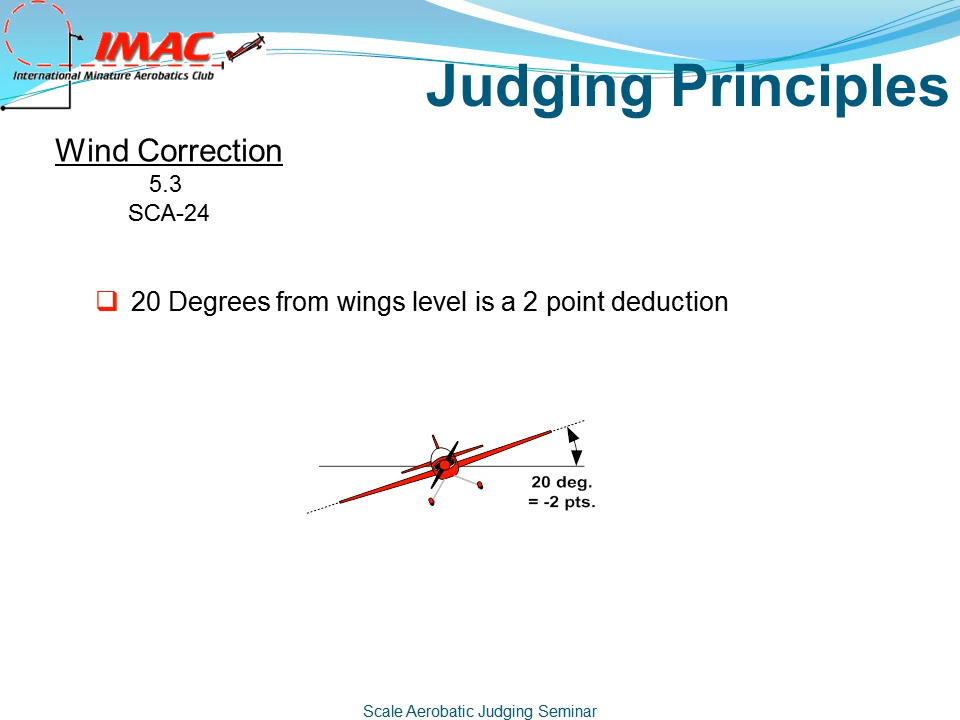 IMAC
International Minature Aerobatics Club
Judging Principles
Wind Correction
5.3
SCA-24
20 Degrees from wings level is a 2 point deduction
20 deg.
= -2 pts.
Scale Aerobatic Judging Seminar